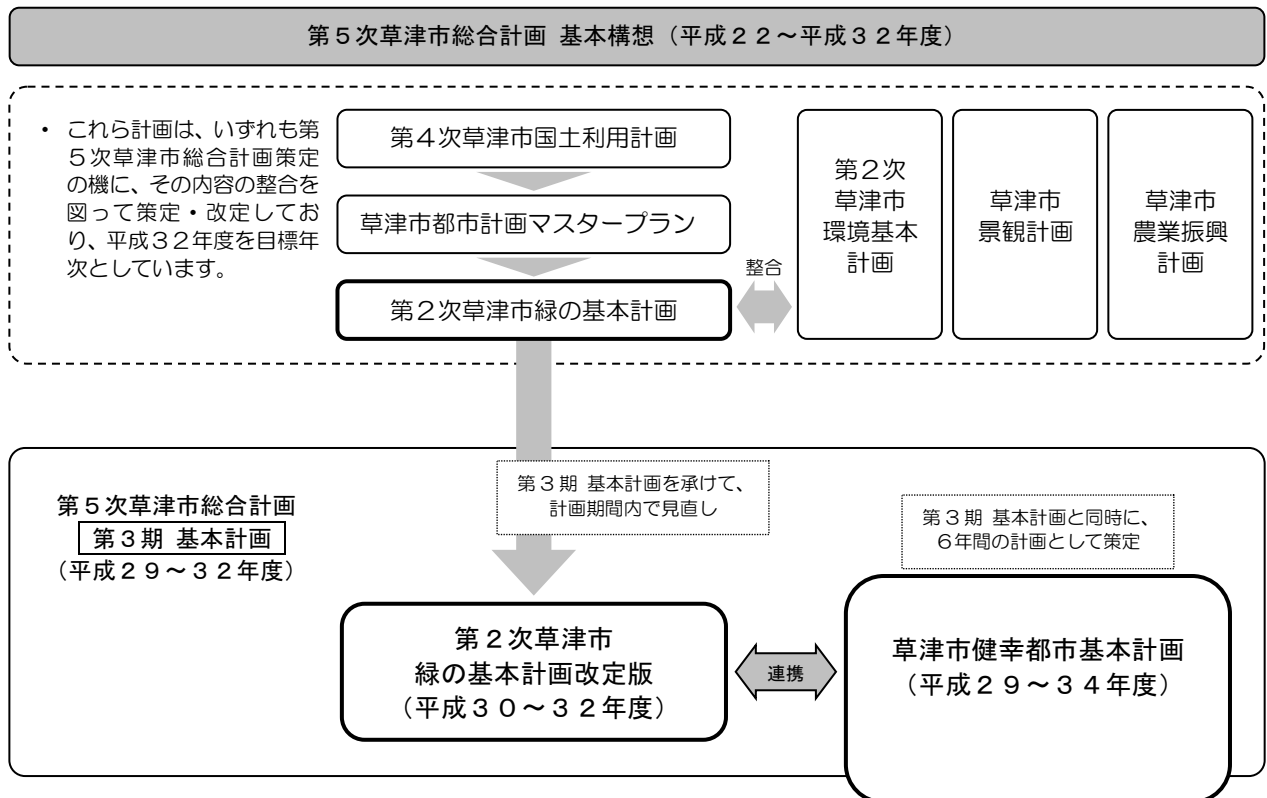 第５次草津市総合計画 基本構想（平成２２～平成３２年度）
・ これら計画は、いずれも第
５次草津市総合計画策定
の機に、その内容の整合を
図って策定・改定してお
り、平成３２年度を目標年
次としています。
第４次草津市国土利用計画
草津市都市計画マスタープラン
第２次草津市緑の基本計画
整合
第２次
草津市
環境基本
計画
草津市
景観計画
草津市
農業振興
計画
第５次草津市総合計画
第３期 基本計画
（平成２９～３２年度）
第３期 基本計画を承けて、
計画期間内で見直し
第３期 基本計画と同時に、
６年間の計画として策定
第２次草津市
緑の基本計画改定版
（平成３０～３２年度）
連携
草津市健幸都市基本計画
（平成２９～３４年度）